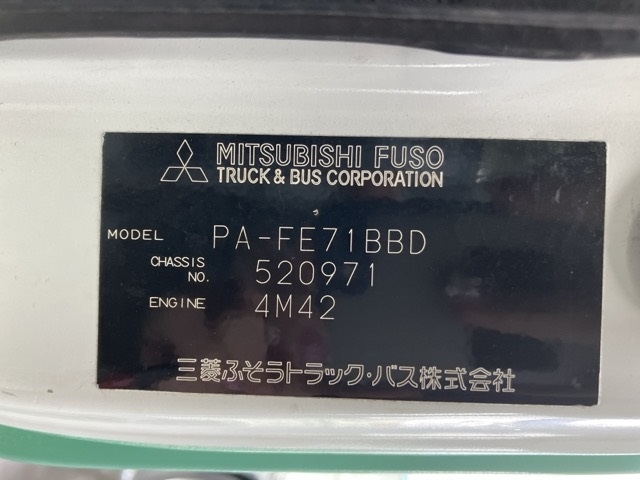 MITSUBISHI FUSO
TRUCK & BUS CORPORATION
MODEL PA-FE71BBD
CHASSIS NO. 520971
ENGINE 4M42
三菱ふそうトラック・バス株式会社